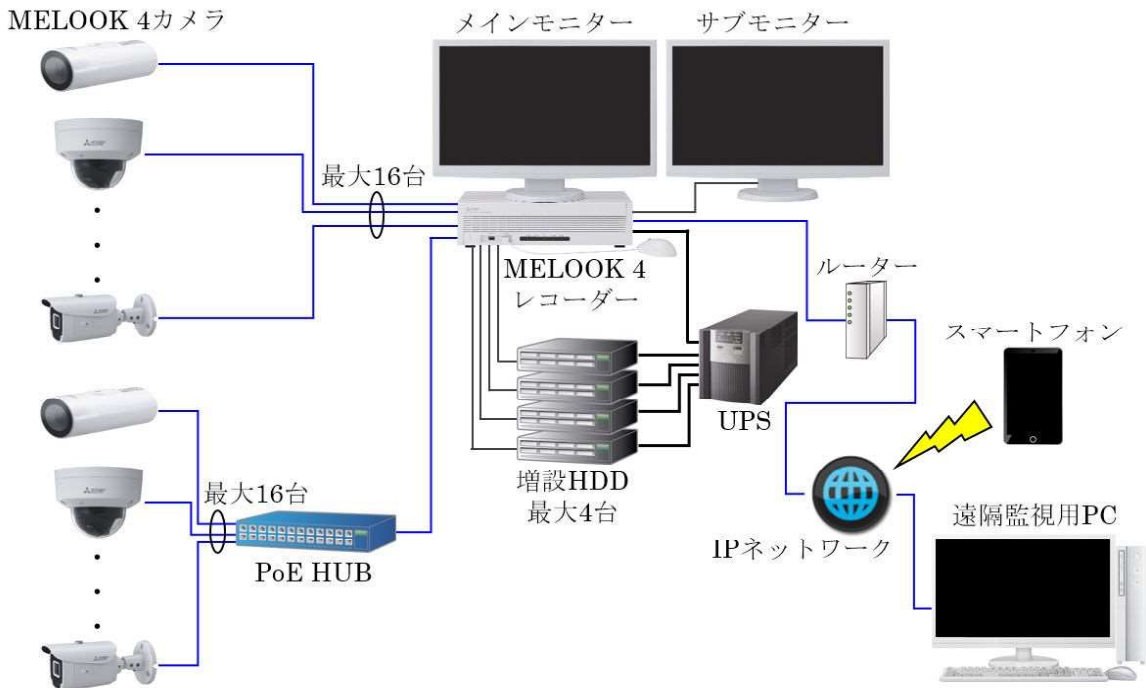 MELOOK 4カメラ
メインモニター
サブモニター
最大16台
MELOOK 4
レコーダー
ルーター
スマートフォン
UPS
増設HDD
最大4台
最大16台
PoE HUB
IPネットワーク
遠隔監視用PC